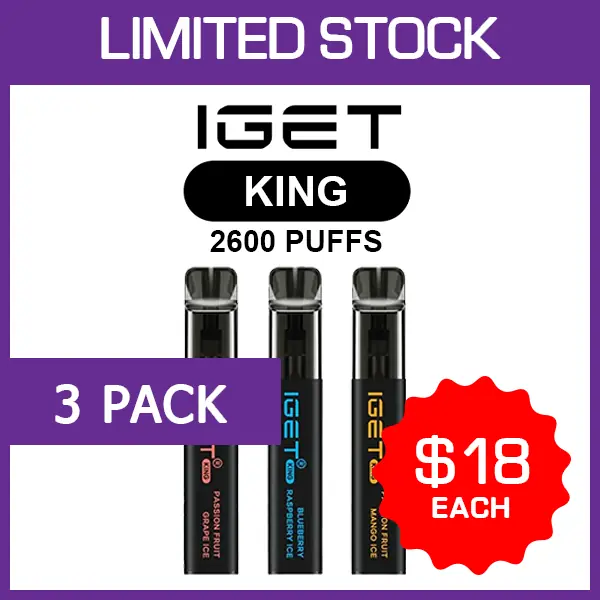 LIMITED STOCK
IGET
KING
2600 PUFFS
3 PACK
KING
PASSION FRUIT
GRAPE ICE
IGET®
KING
BLUEBERRY
RASPBERRY ICE
IGET
MANGO ICE
$18
EACH